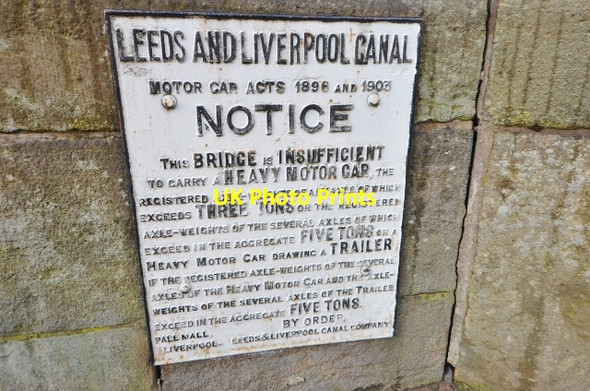 LEEDS AND LIVERPOOL CANAL
MOTOR CAR ACTS 1896 AND 1903
NOTICE
THIS BRIDGE IS INSUFFICIENT
TO CARRY A HEAVY MOTOR CAR, THE
REGISTERED AXLE OF WHICH
EXCEEDS THREE TONS OR THE REGISTERED
AXLE-WEIGHTS OF THE SEVERAL AXLES OF WHICH
EXCEED IN THE AGGREGATE FIVE TONS OR A
HEAVY MOTOR CAR DRAWING A TRAILER
IF THE REGISTERED AXLE-WEIGHTS OF THE SEVERAL
AXLES OF THE HEAVY MOTOR CAR AND THE AXLE-
WEIGHTS OF THE SEVERAL AXLES OF THE TRAILER
EXCEED IN THE AGGREGATE FIVE TONS.
PALL MALL BY ORDER.
LIVERPOOL- LEEDS & LIVERPOOL CANAL COMPANY
UK Photo Prints